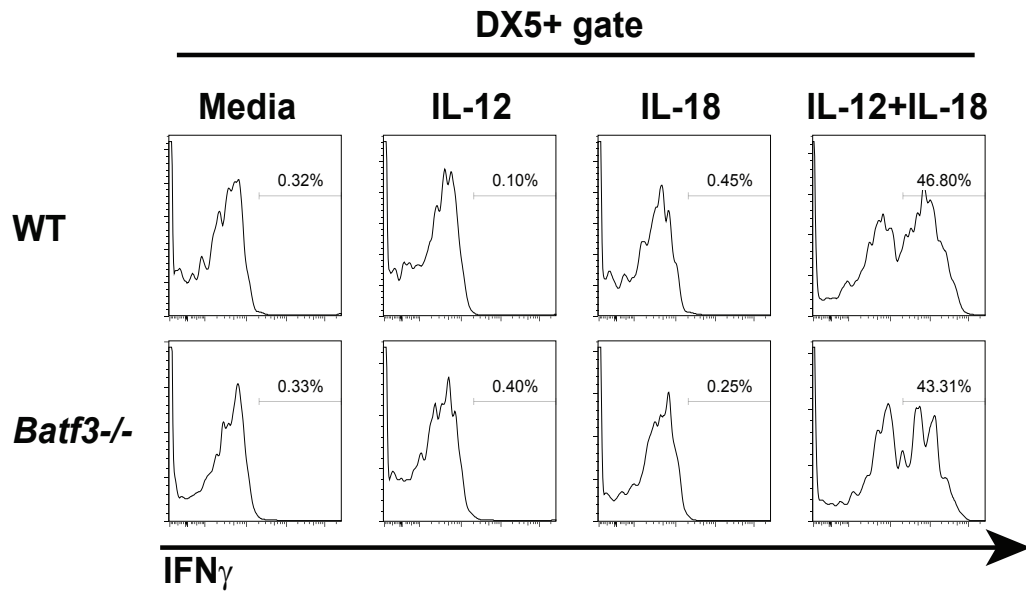 DX5+ gate
Media IL-12 IL-18 IL-12+IL-18
WT
0.32% 0.10% 0.45% 46.80%
Batf3-/-
0.33% 0.40% 0.25% 43.31%
IFNγ